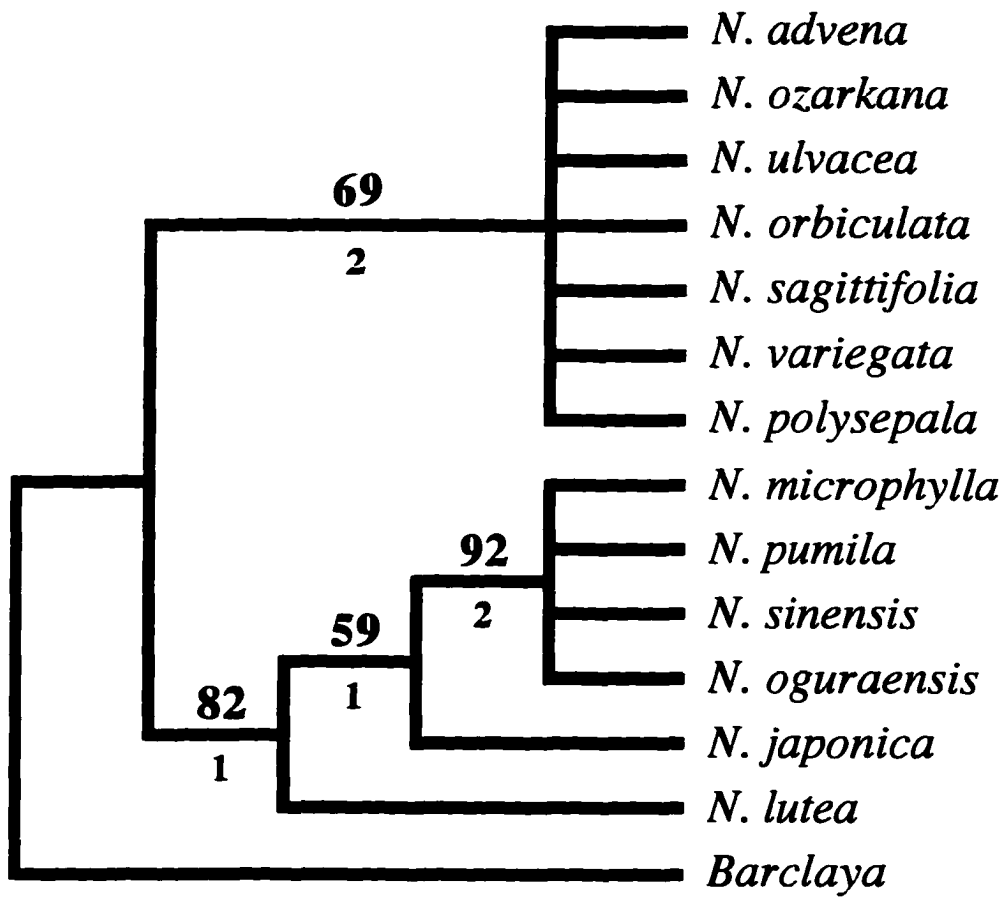 N. advena
N. ozarkana
N. ulvacea
69
N. orbiculata
2
N. sagittifolia
N. variegata
N. polysepala
N. microphylla
92
N. pumila
2
N. sinensis
59
N. oguraensis
1
82
N. japonica
1
N. lutea
Barclaya